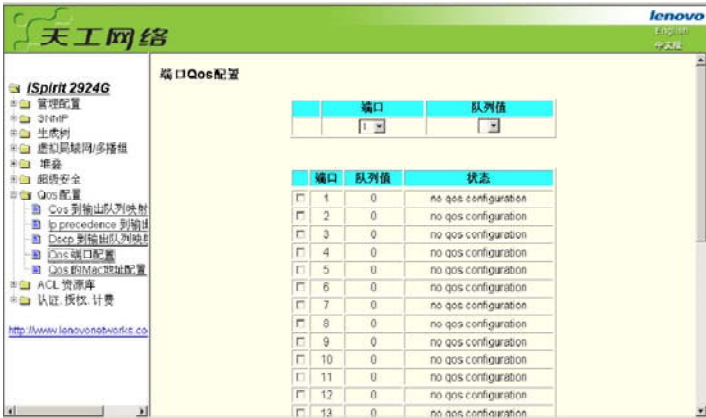 lenovo
天工网络
English
中文版
端口Qos配置
iSpirit 2924G
管理配置
SNMP
生成树
虚拟局域网/多播组
堆叠
超级安全
Qos配置
Cos 到输出队列映射
Ip precedence 到输出
Dscp 到输出队列映射
Qos 端口配置
Qos 的Mac地址配置
ACL 资源库
认证. 授权. 计费
http://www.lenovonetworks.co
端口 队列值
1
端口 队列值 状态
1 0 no qos configuration
2 0 no qos configuration
3 0 no qos configuration
4 0 no qos configuration
5 0 no qos configuration
6 0 no qos configuration
7 0 no qos configuration
8 0 no qos configuration
9 0 no qos configuration
10 0 no qos configuration
11 0 no qos configuration
12 0 no qos configuration
13 0 no qos configuration